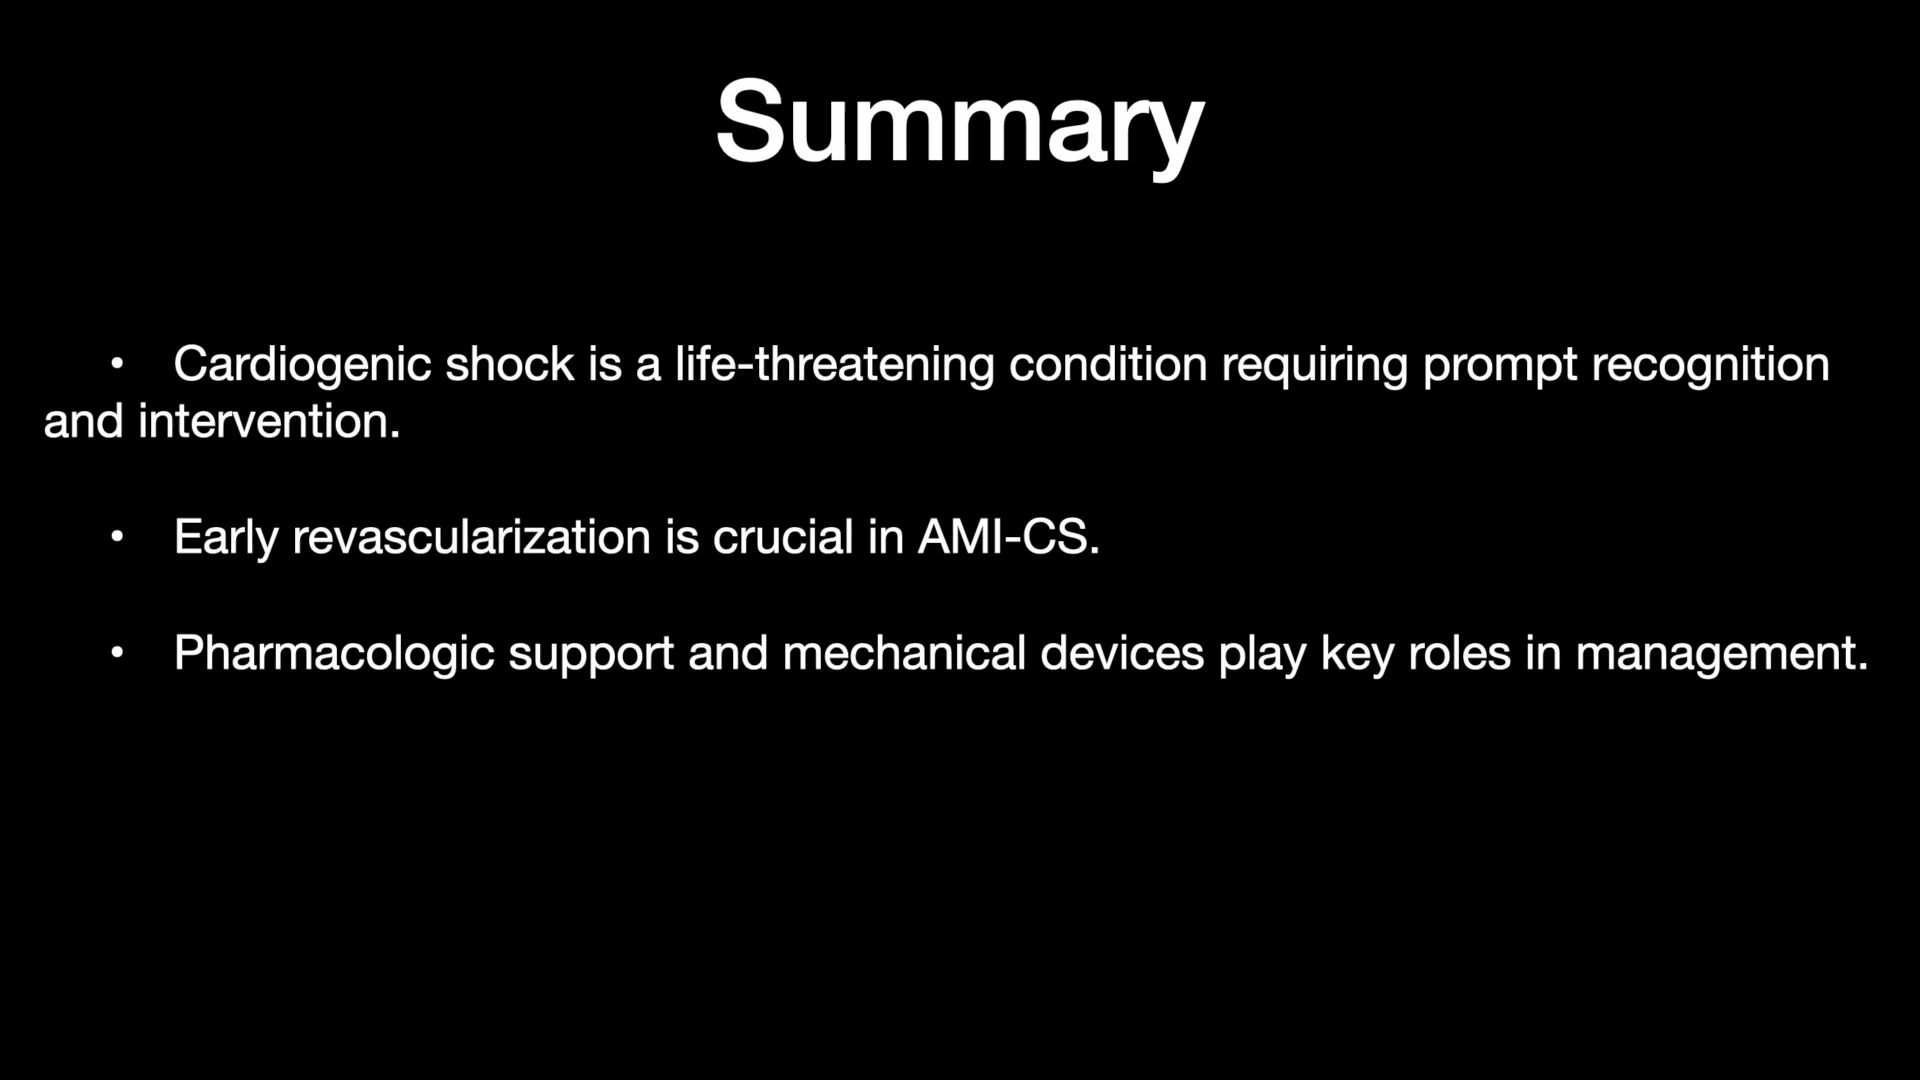 Summary
• Cardiogenic shock is a life-threatening condition requiring prompt recognition
and intervention.
• Early revascularization is crucial in AMI-CS.
• Pharmacologic support and mechanical devices play key roles in management.